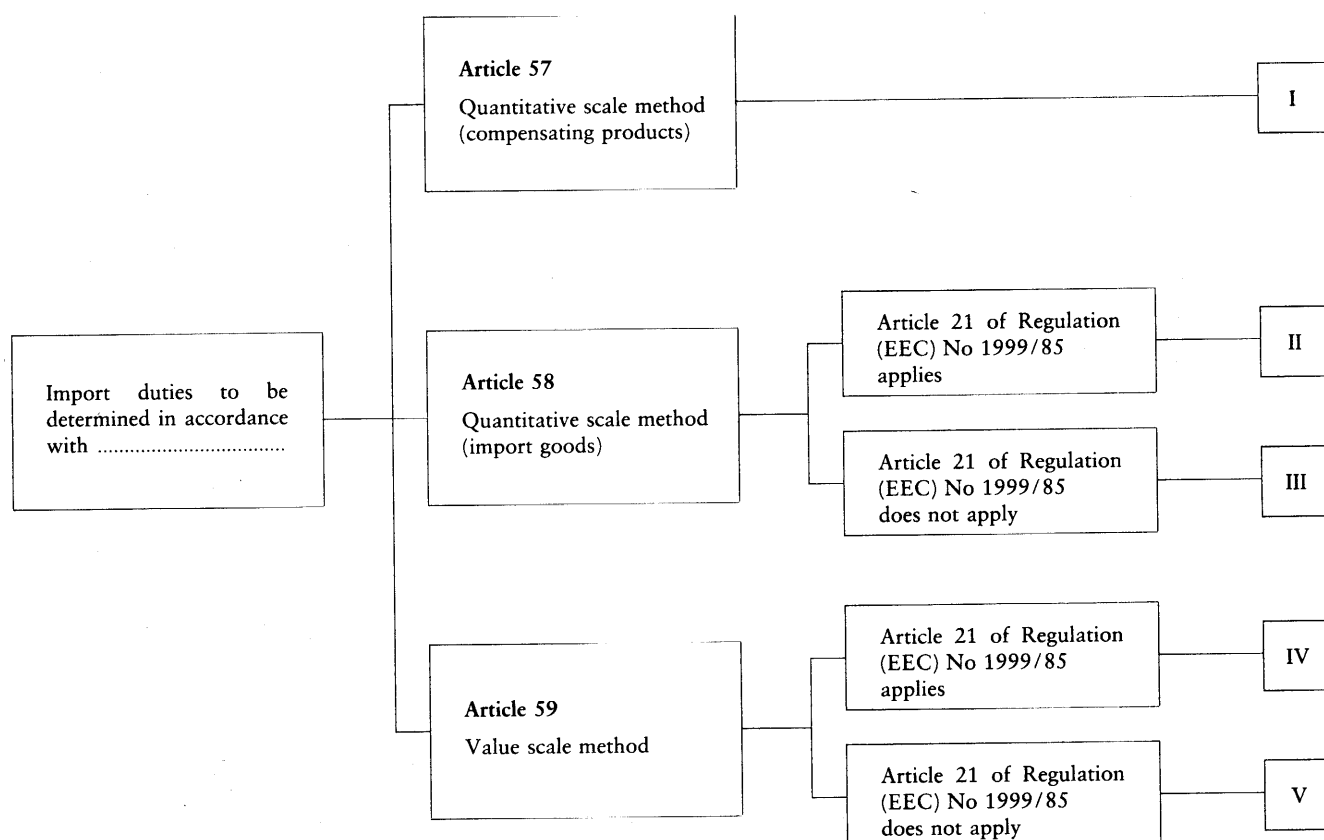 Import duties to be
determined in accordance
with ..................................
Article 57
Quantitative scale method
(compensating products)
I
Article 58
Quantitative scale method
(import goods)
Article 21 of Regulation
(EEC) No 1999/85
applies
II
Article 21 of Regulation
(EEC) No 1999/85
does not apply
III
Article 59
Value scale method
Article 21 of Regulation
(EEC) No 1999/85
applies
IV
Article 21 of Regulation
(EEC) No 1999/85
does not apply
V